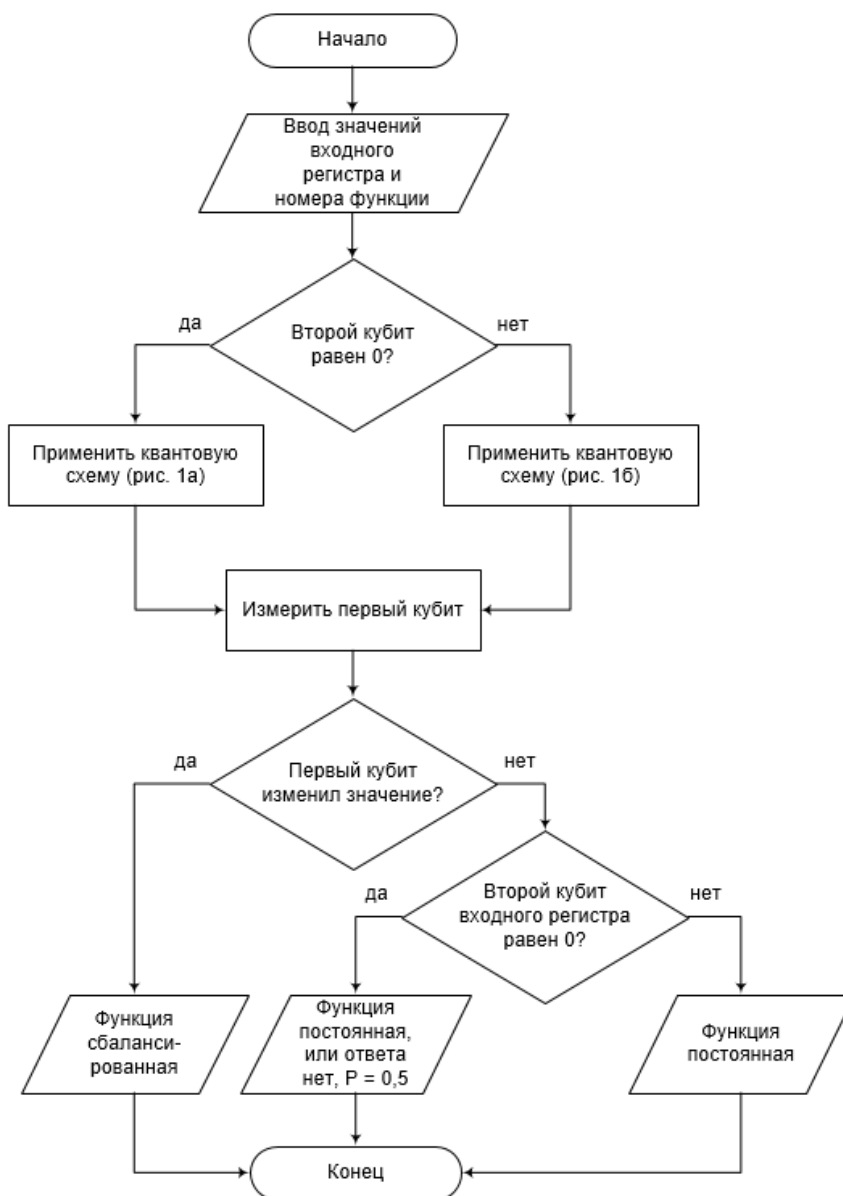 Начало
Ввод значений
входного
регистра и
номера функции
да
нет
Второй кубит
равен 0?
Применить квантовую
схему (рис. 1а)
Применить квантовую
схему (рис. 1б)
Измерить первый кубит
да
нет
Первый кубит
изменил значение?
да
нет
Второй кубит
входного регистра
равен 0?
Функция
сбаланси-
рованная
Функция
постоянная,
или ответа
нет, P = 0,5
Функция
постоянная
Конец